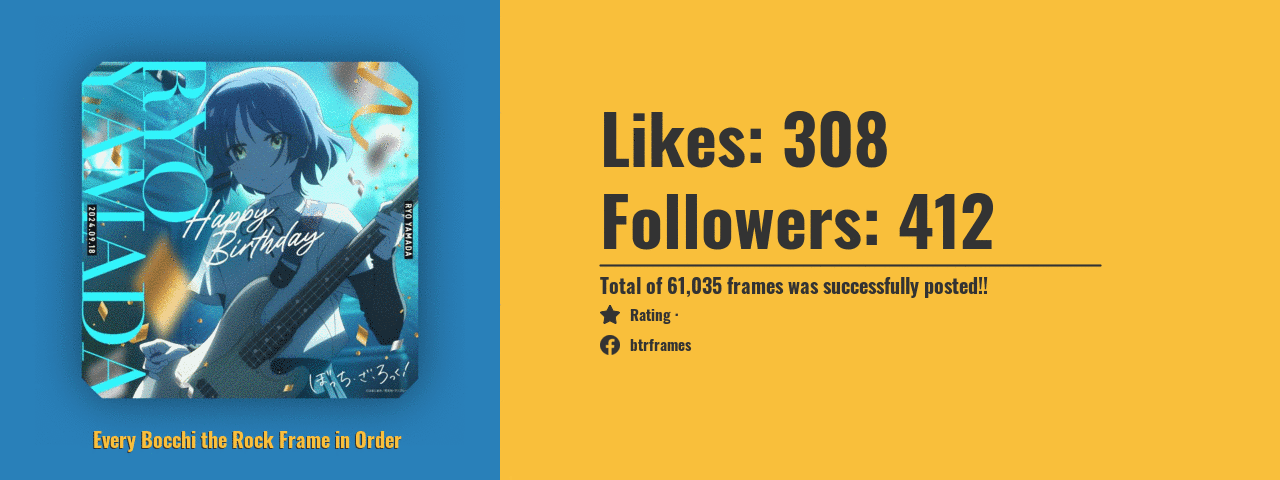 RYO
YAMADA
2024.09.18
RYO YAMADA
Happy
Birthday
ぼっち・ざ・ろっく!
Every Bocchi the Rock Frame in Order
Likes: 308
Followers: 412
Total of 61,035 frames was successfully posted!!
Rating ·
btrframes